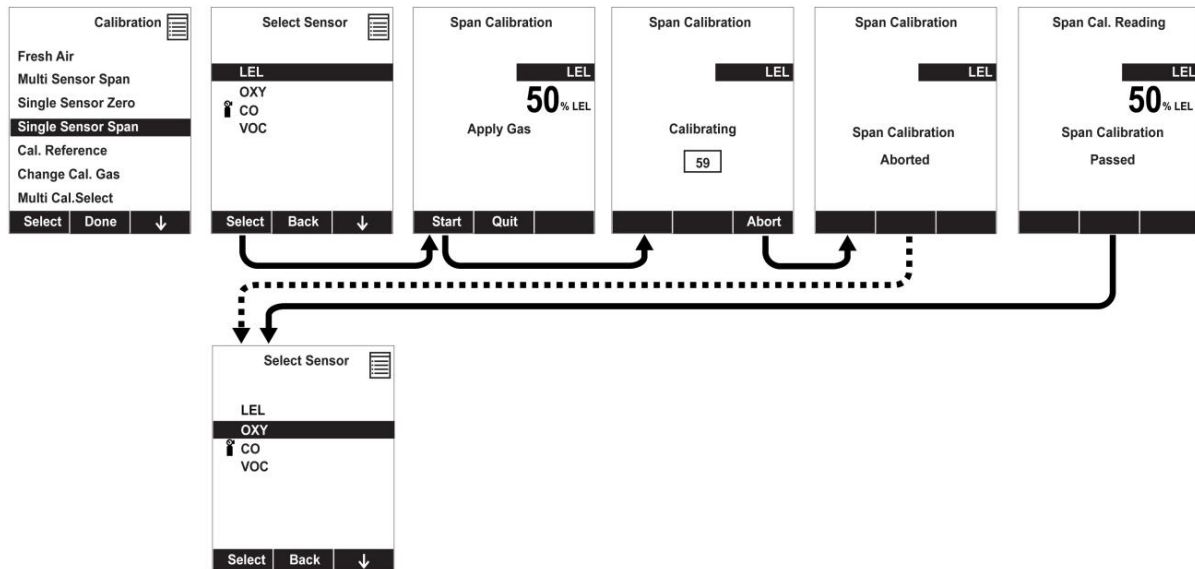 Calibration
Fresh Air
Multi Sensor Span
Single Sensor Zero
Single Sensor Span
Cal. Reference
Change Cal. Gas
Multi Cal.Select
Select Done ↓
Select Sensor
LEL
OXY
CO
VOC
Select Back ↓
Span Calibration
LEL
50% LEL
Apply Gas
Start Quit
Span Calibration
LEL
Calibrating
59
Abort
Span Calibration
LEL
Span Calibration
Aborted
Span Cal. Reading
LEL
50% LEL
Span Calibration
Passed
Select Sensor
LEL
OXY
CO
VOC
Select Back ↓